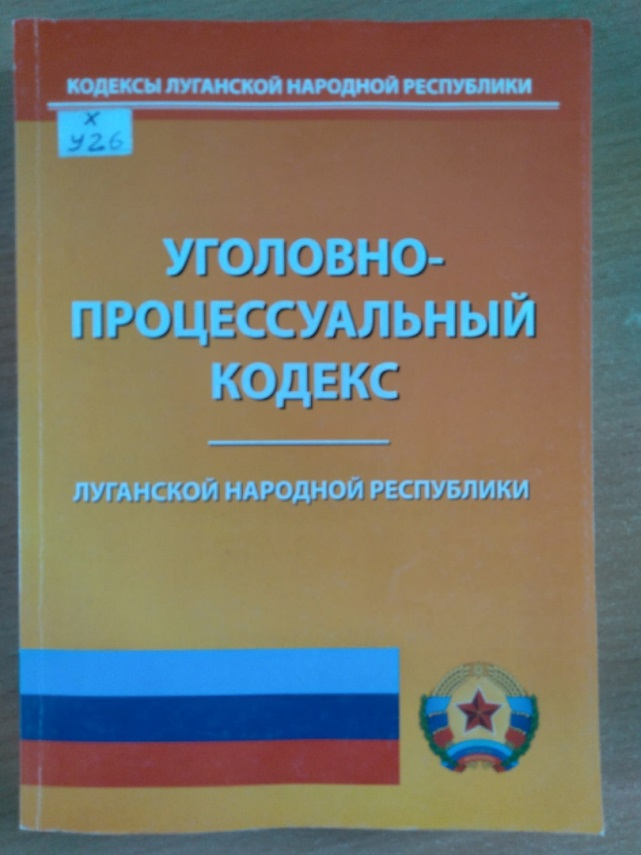 КОДЕКСЫ ЛУГАНСКОЙ НАРОДНОЙ РЕСПУБЛИКИ
Х
У26
УГОЛОВНО-
ПРОЦЕССУАЛЬНЫЙ
КОДЕКС
ЛУГАНСКОЙ НАРОДНОЙ РЕСПУБЛИКИ